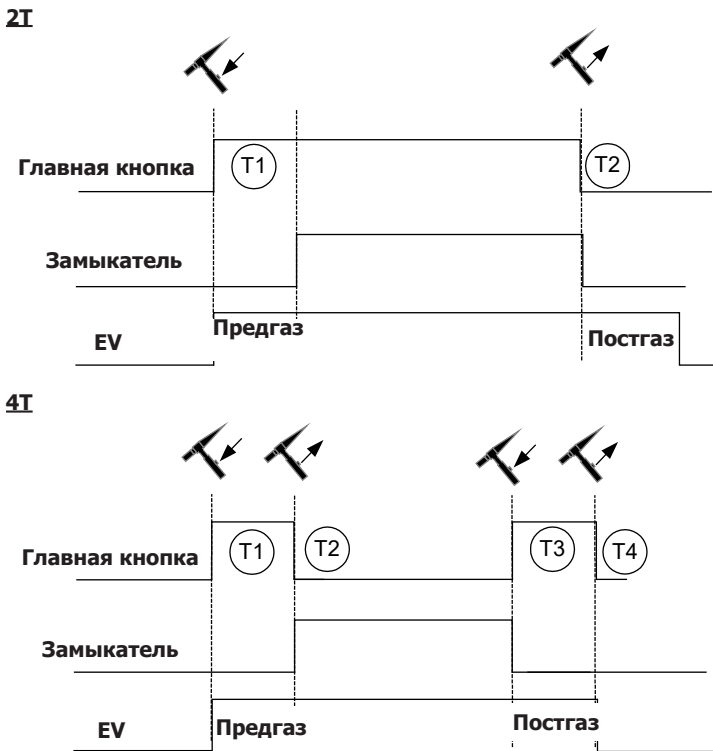 2T
Главная кнопка
T1
T2
Замыкатель
EV
Предгаз
Постгаз
4T
Главная кнопка
T1
T2
T3
T4
Замыкатель
EV
Предгаз
Постгаз